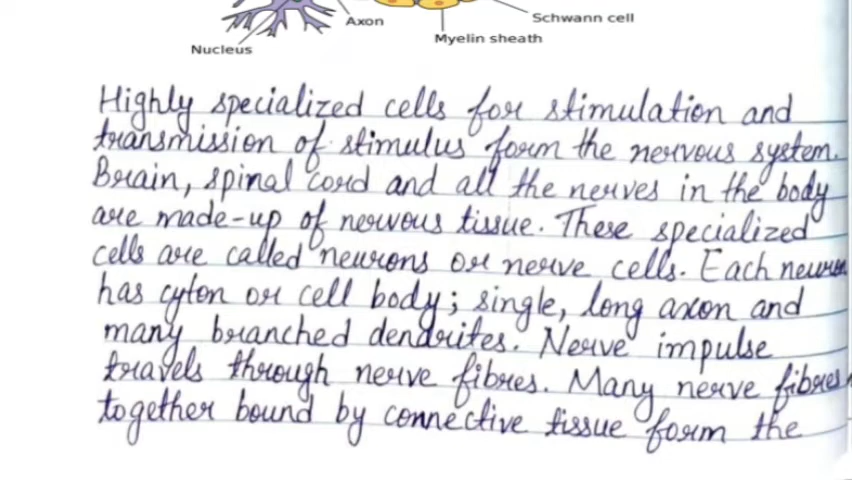 Schwann cell
Axon
Myelin sheath
Nucleus
Highly specialized cells for stimulation and
transmission of stimulus form the nervous system.
Brain, spinal cord and all the nerves in the body
are made-up of nervous tissue. These specialized
cells are called neurons or nerve cells. Each neuron
has cyton or cell body; single, long axon and
many branched dendrites. Nerve impulse
travels through nerve fibres. Many nerve fibres
together bound by connective tissue form the